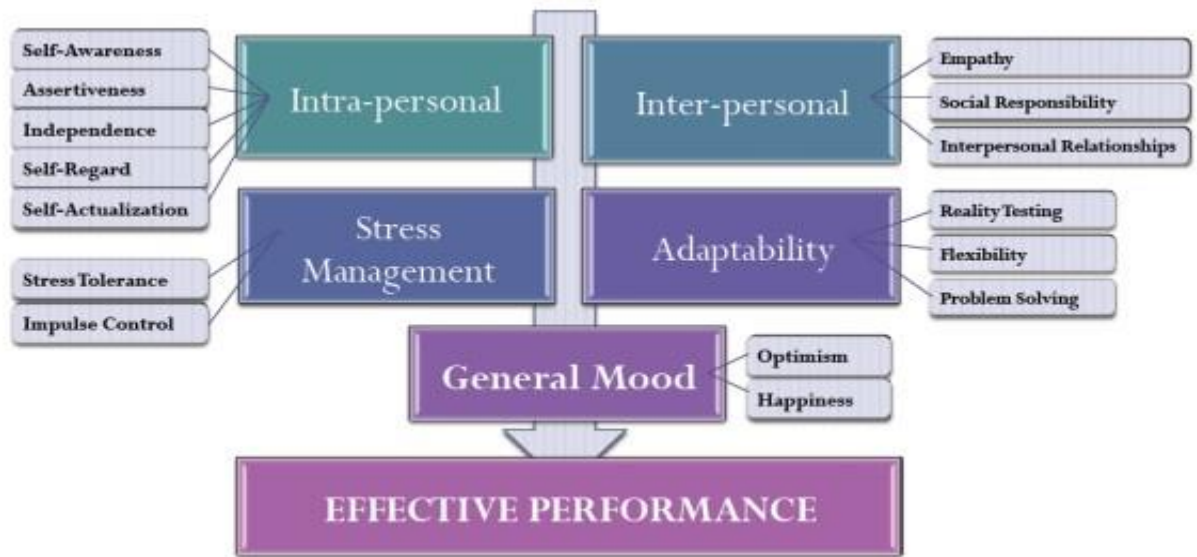 Self-Awareness
Assertiveness
Independence
Self-Regard
Self-Actualization
Intra-personal
Inter-personal
Empathy
Social Responsibility
Interpersonal Relationships
Stress Tolerance
Impulse Control
Stress
Management
Adaptability
Reality Testing
Flexibility
Problem Solving
General Mood
Optimism
Happiness
EFFECTIVE PERFORMANCE